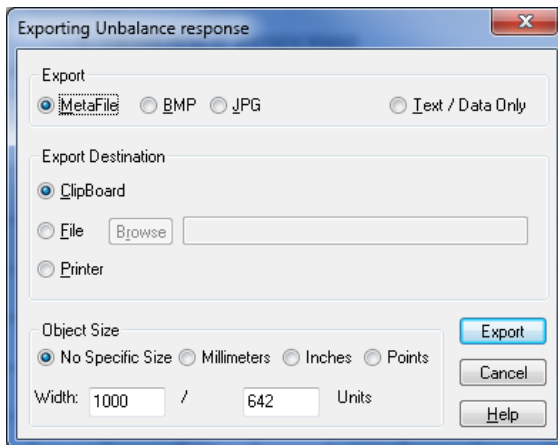 Exporting Unbalance response
Export
MetaFile BMP JPG Text / Data Only
Export Destination
ClipBoard
File Browse
Printer
Object Size
No Specific Size Millimeters Inches Points
Width: 1000 / 642 Units
Export
Cancel
Help